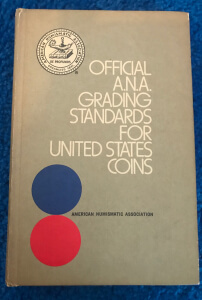 OFFICIAL
A.N.A.
GRADING
STANDARDS
FOR
UNITED STATES
COINS
AMERICAN NUMISMATIC ASSOCIATION